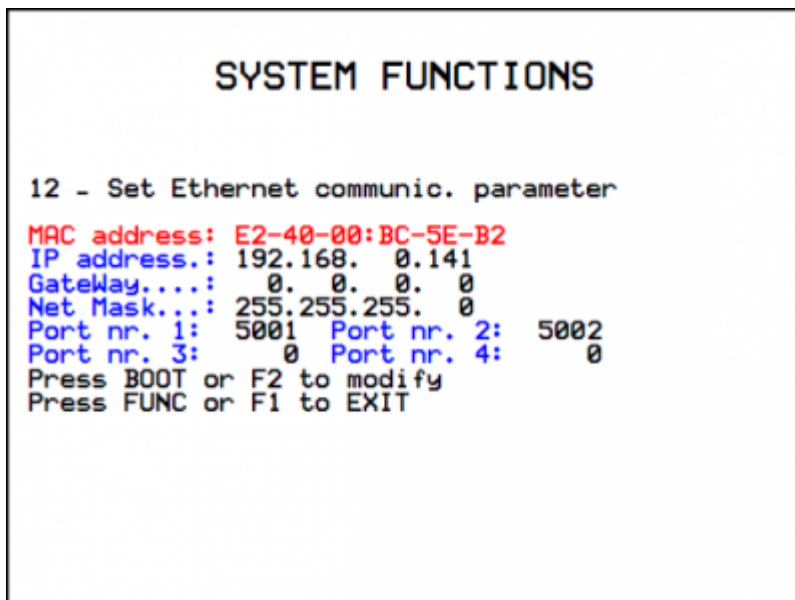 SYSTEM FUNCTIONS
12 - Set Ethernet communic. parameter
MAC address: E2-40-00:BC-5E-B2
IP address.: 192.168.  0.141
GateWay....:   0.  0.  0.  0
Net Mask...: 255.255.255.  0
Port nr. 1:  5001  Port nr. 2:  5002
Port nr. 3:     0  Port nr. 4:     0
Press BOOT or F2 to modify
Press FUNC or F1 to EXIT